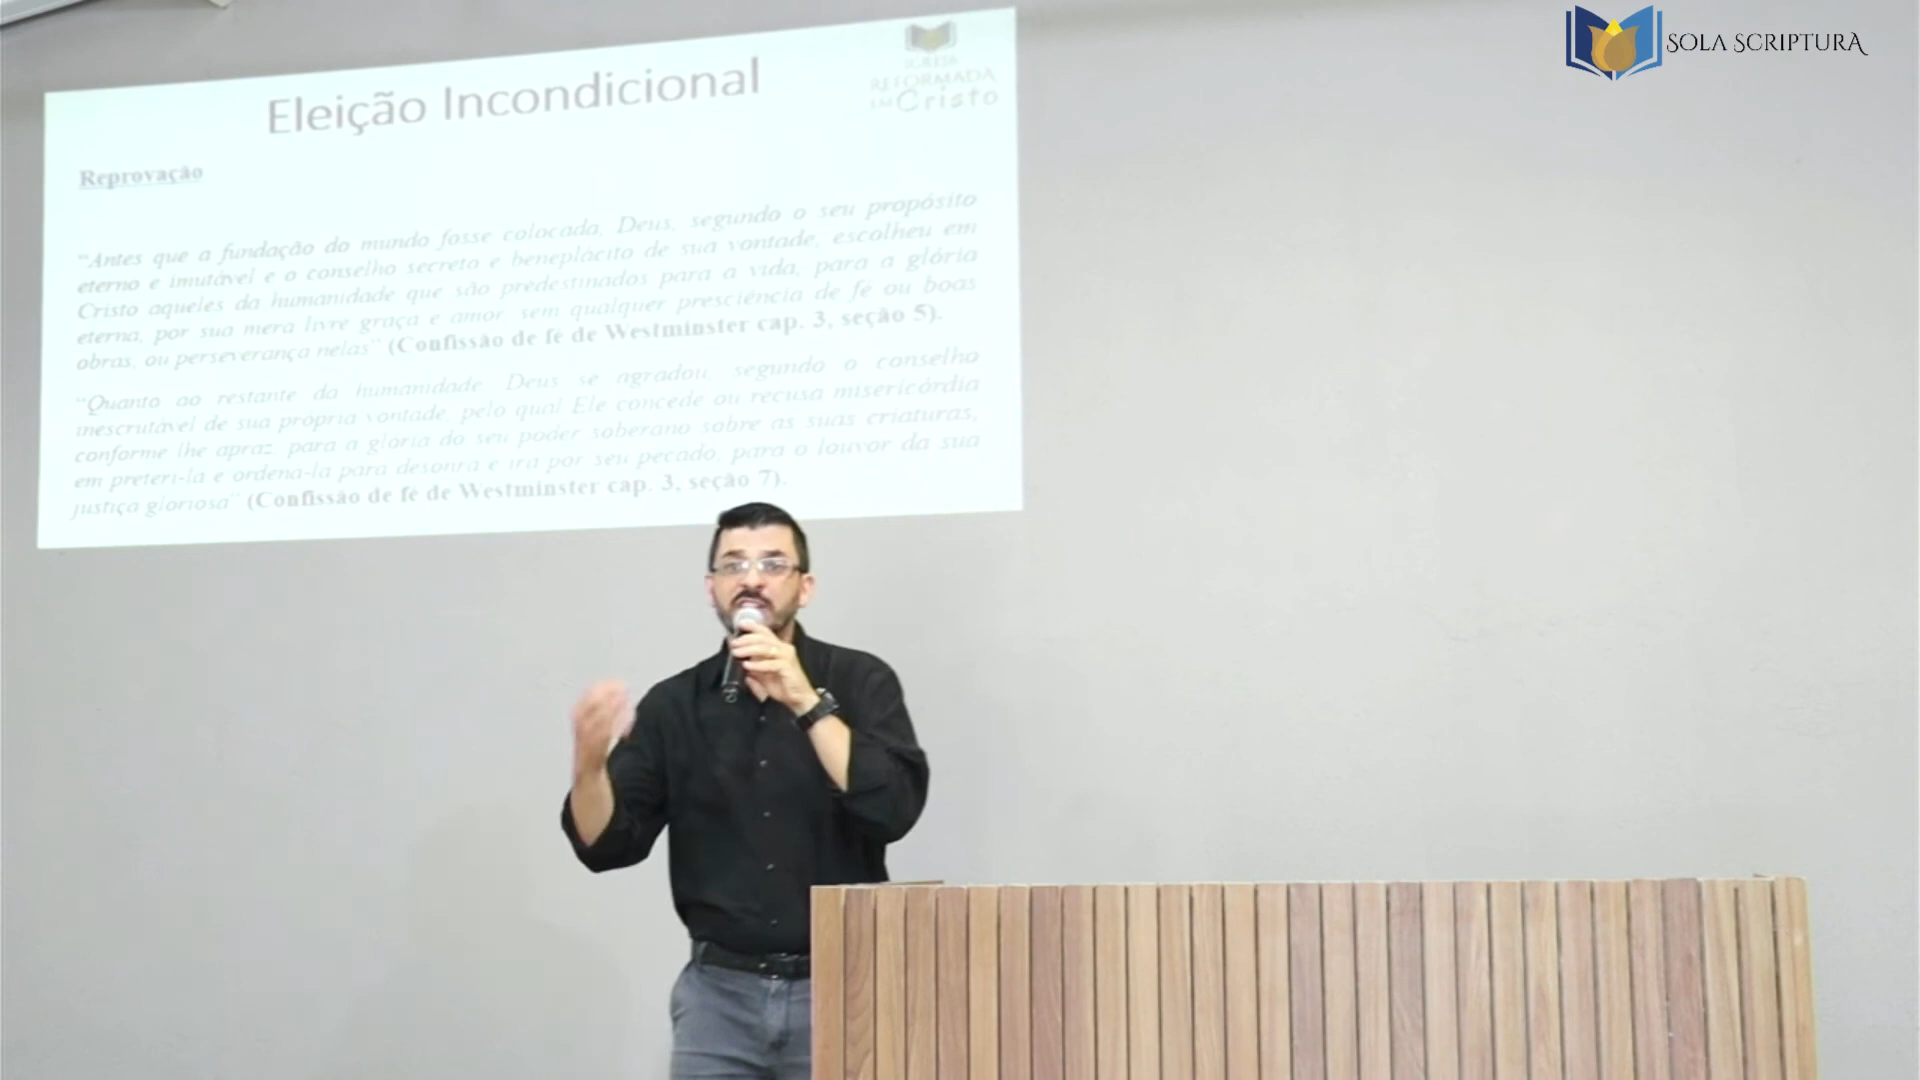 SOLA SCRIPTURA
IGREJA
REFORMADA
EM Cristo
Eleição Incondicional
Reprovação
“Antes que a fundação do mundo fosse colocada, Deus, segundo o seu propósito
eterno e imutável e o conselho secreto e beneplácito de sua vontade, escolheu em
Cristo aqueles da humanidade que são predestinados para a vida, para a glória
eterna, por sua mera livre graça e amor, sem qualquer presciência de fé ou boas
obras, ou perseverança nelas” (Confissão de fé de Westminster cap. 3, seção 5).
“Quanto ao restante da humanidade, Deus se agradou, segundo o conselho
inescrutável de sua própria vontade, pelo qual Ele concede ou recusa misericórdia
conforme lhe apraz, para a glória do seu poder soberano sobre as suas criaturas,
em preteri-la e ordena-la para desonra e ira por seu pecado, para o louvor da sua
justiça gloriosa” (Confissão de fé de Westminster cap. 3, seção 7).